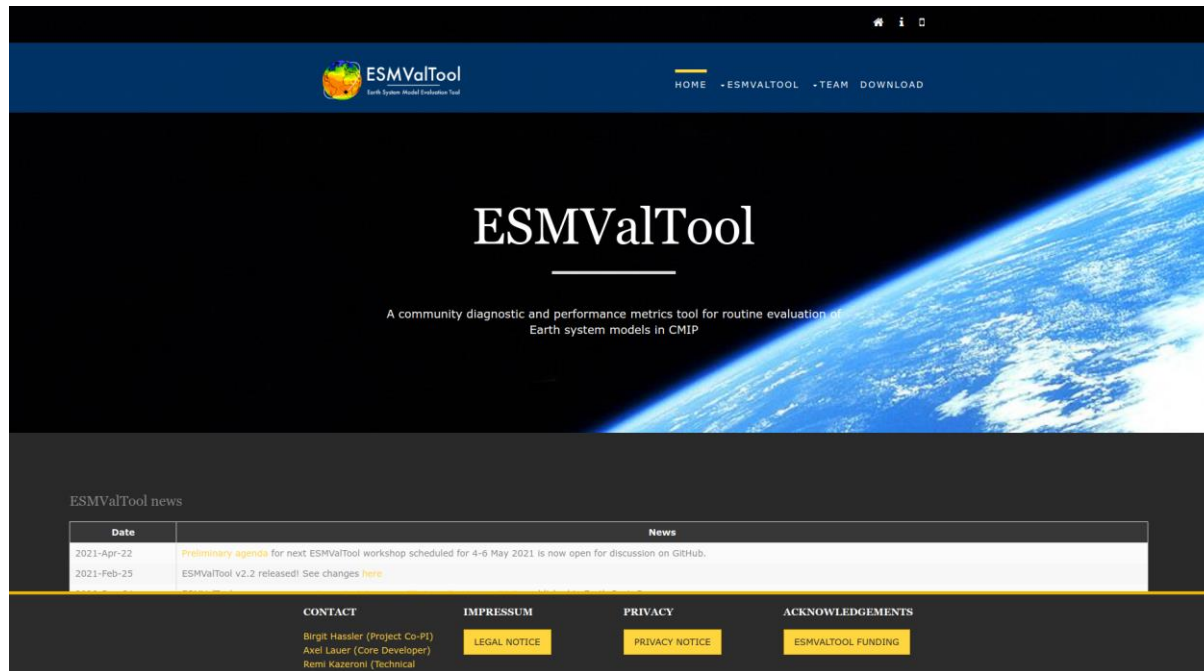 ESMValTool
Earth System Model Evaluation Tool
HOME ESMVALTOOL TEAM DOWNLOAD
ESMValTool
A community diagnostic and performance metrics tool for routine evaluation of
Earth system models in CMIP
ESMValTool news
Date News
2021-Apr-22 Preliminary agenda for next ESMValTool workshop scheduled for 4-6 May 2021 is now open for discussion on GitHub.
2021-Feb-25 ESMValTool v2.2 released! See changes here
CONTACT IMPRESSUM PRIVACY ACKNOWLEDGEMENTS
Birgit Hassler (Project Co-PI) LEGAL NOTICE PRIVACY NOTICE ESMVALTOOL FUNDING
Axel Lauer (Core Developer)
Remi Kazeroni (Technical